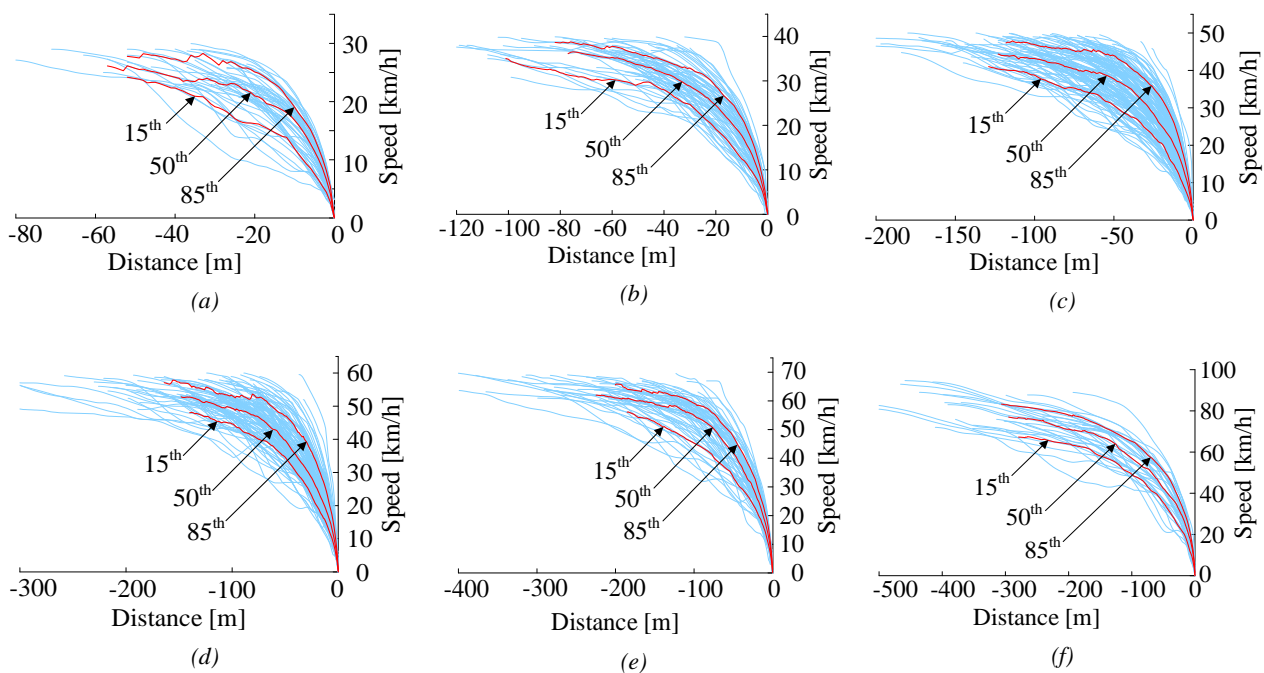 30
20
10
0
Speed [km/h]
15th
50th
85th
-80 -60 -40 -20 0
Distance [m]
(a)
40
30
20
10
0
Speed [km/h]
15th
50th
85th
-120 -100 -80 -60 -40 -20 0
Distance [m]
(b)
50
40
30
20
10
0
Speed [km/h]
15th
50th
85th
-200 -150 -100 -50 0
Distance [m]
(c)
60
50
40
30
20
10
0
Speed [km/h]
15th
50th
85th
-300 -200 -100 0
Distance [m]
(d)
70
60
50
40
30
20
10
0
Speed [km/h]
15th
50th
85th
-400 -300 -200 -100 0
Distance [m]
(e)
100
80
60
40
20
0
Speed [km/h]
15th
50th
85th
-500 -400 -300 -200 -100 0
Distance [m]
(f)